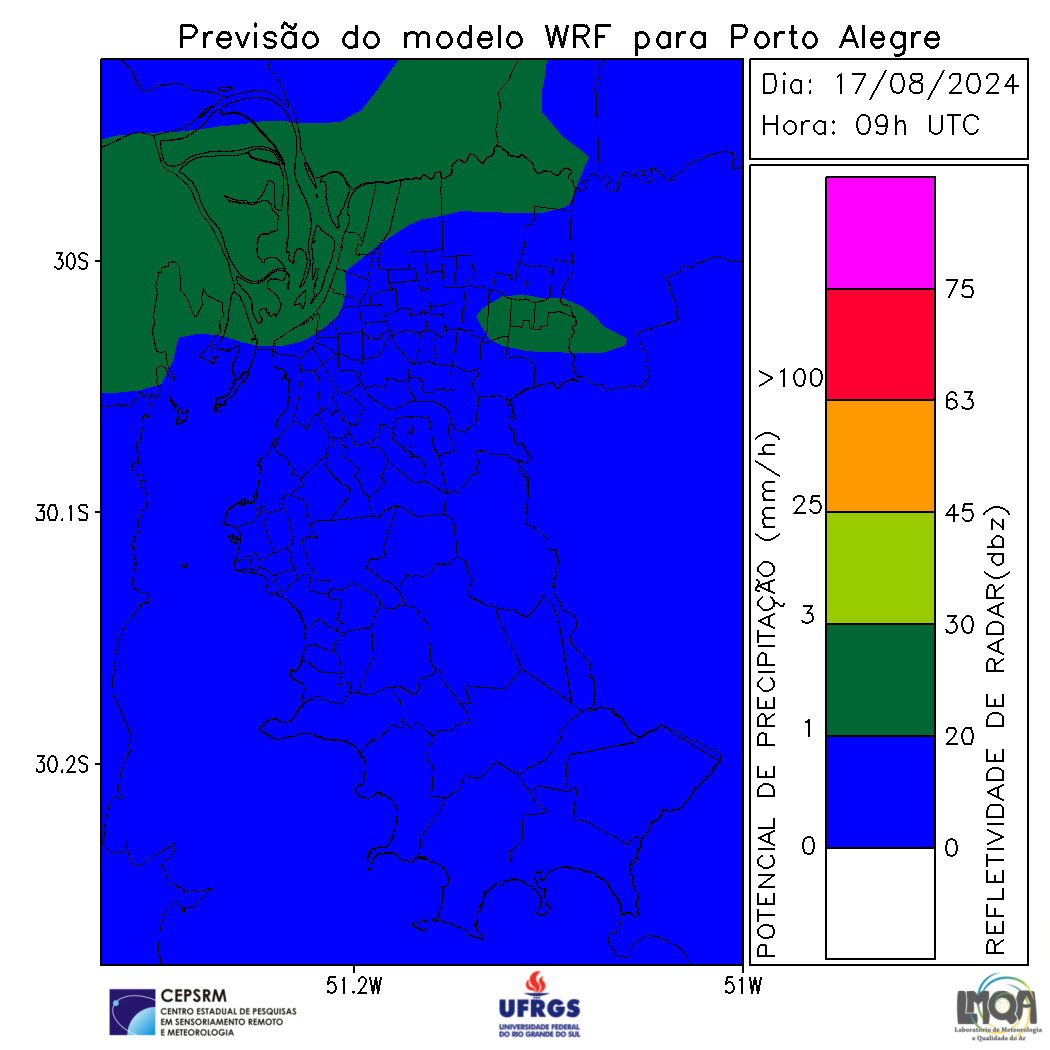 Previsão do modelo WRF para Porto Alegre
Dia: 17/08/2024
Hora: 09h UTC
30S
30.1S
30.2S
51.2W
51W
POTENCIAL DE PRECIPITAÇÃO (mm/h)
>100
25
3
1
0
75
63
45
30
20
0
REFLETIVIDADE DE RADAR(dbz)
CEPSRM
CENTRO ESTADUAL DE PESQUISAS
EM SENSORIAMENTO REMOTO
E METEOROLOGIA
UFRGS
UNIVERSIDADE FEDERAL
DO RIO GRANDE DO SUL
LMQA
Laboratório de Meteorologia
e Qualidade do Ar